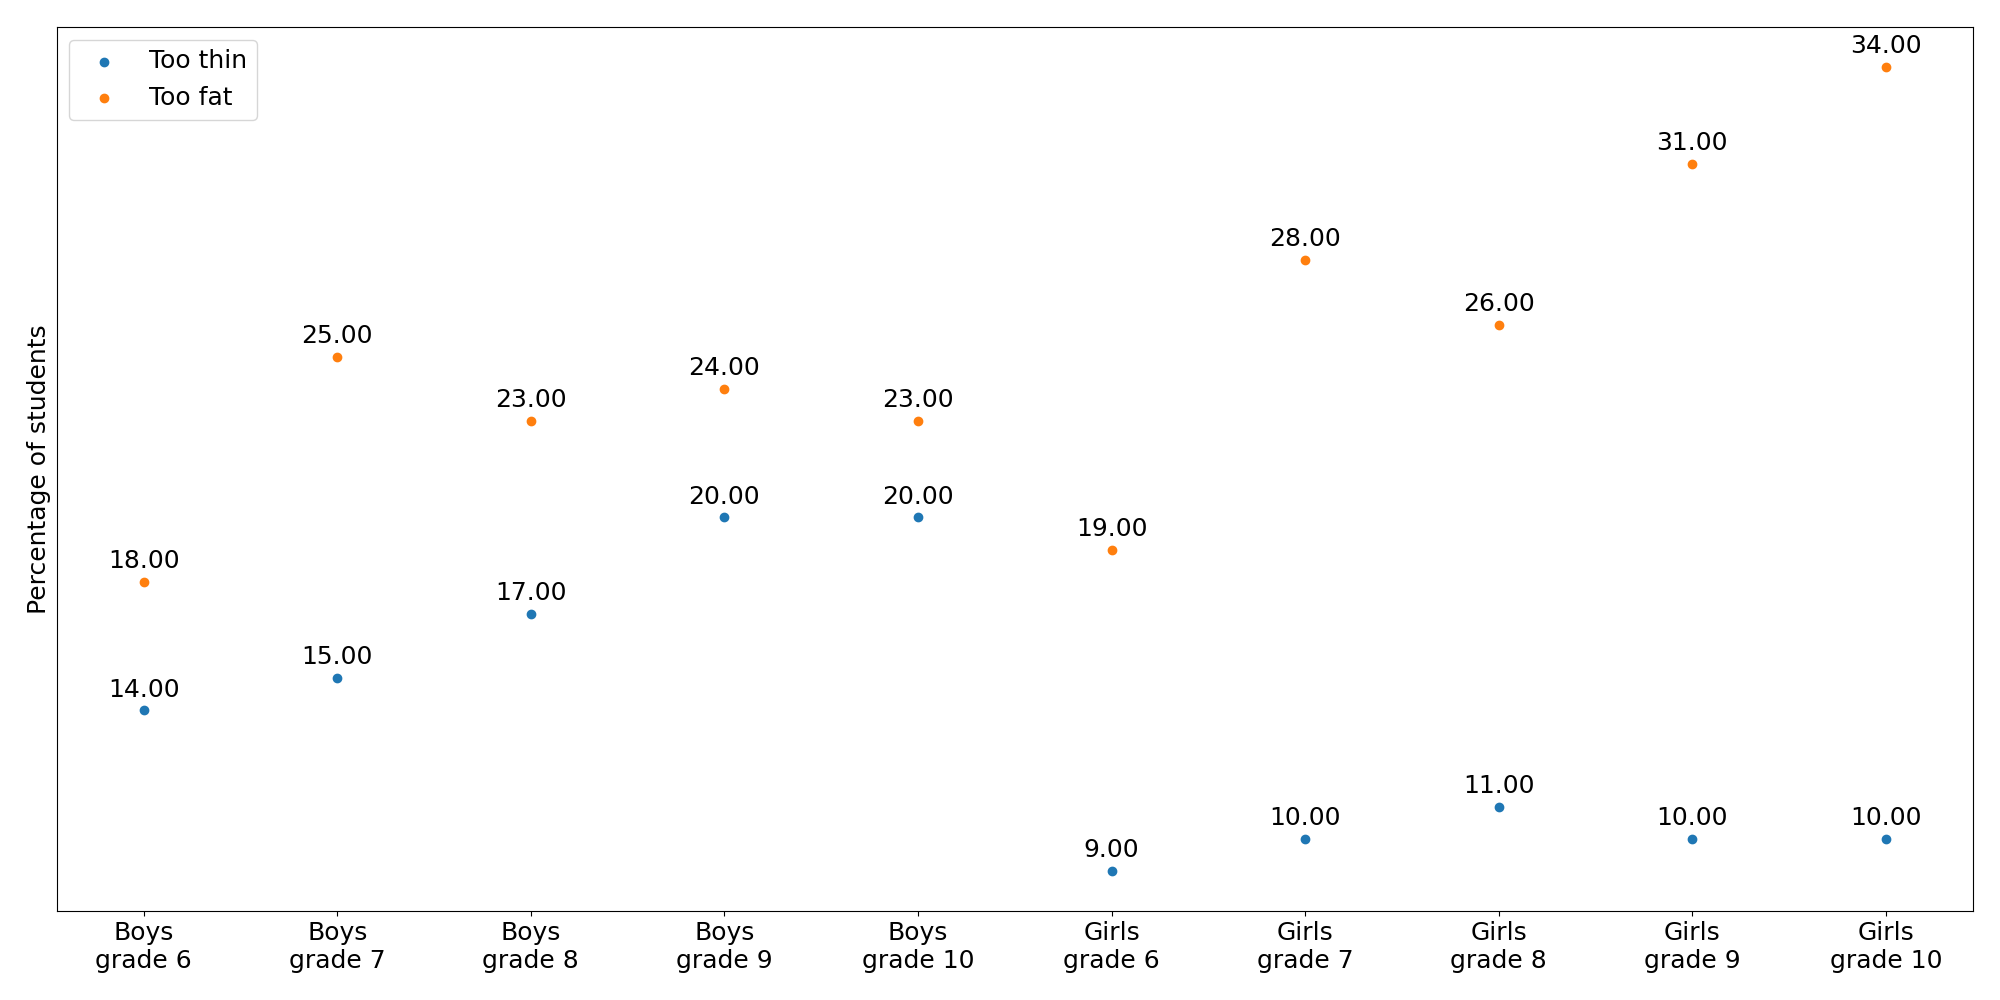 Too thin
Too fat
34.00
31.00
28.00
26.00
25.00
24.00
23.00
23.00
20.00
20.00
19.00
18.00
17.00
15.00
14.00
11.00
10.00
10.00
10.00
9.00
Percentage of students
Boys
grade 6
Boys
grade 7
Boys
grade 8
Boys
grade 9
Boys
grade 10
Girls
grade 6
Girls
grade 7
Girls
grade 8
Girls
grade 9
Girls
grade 10